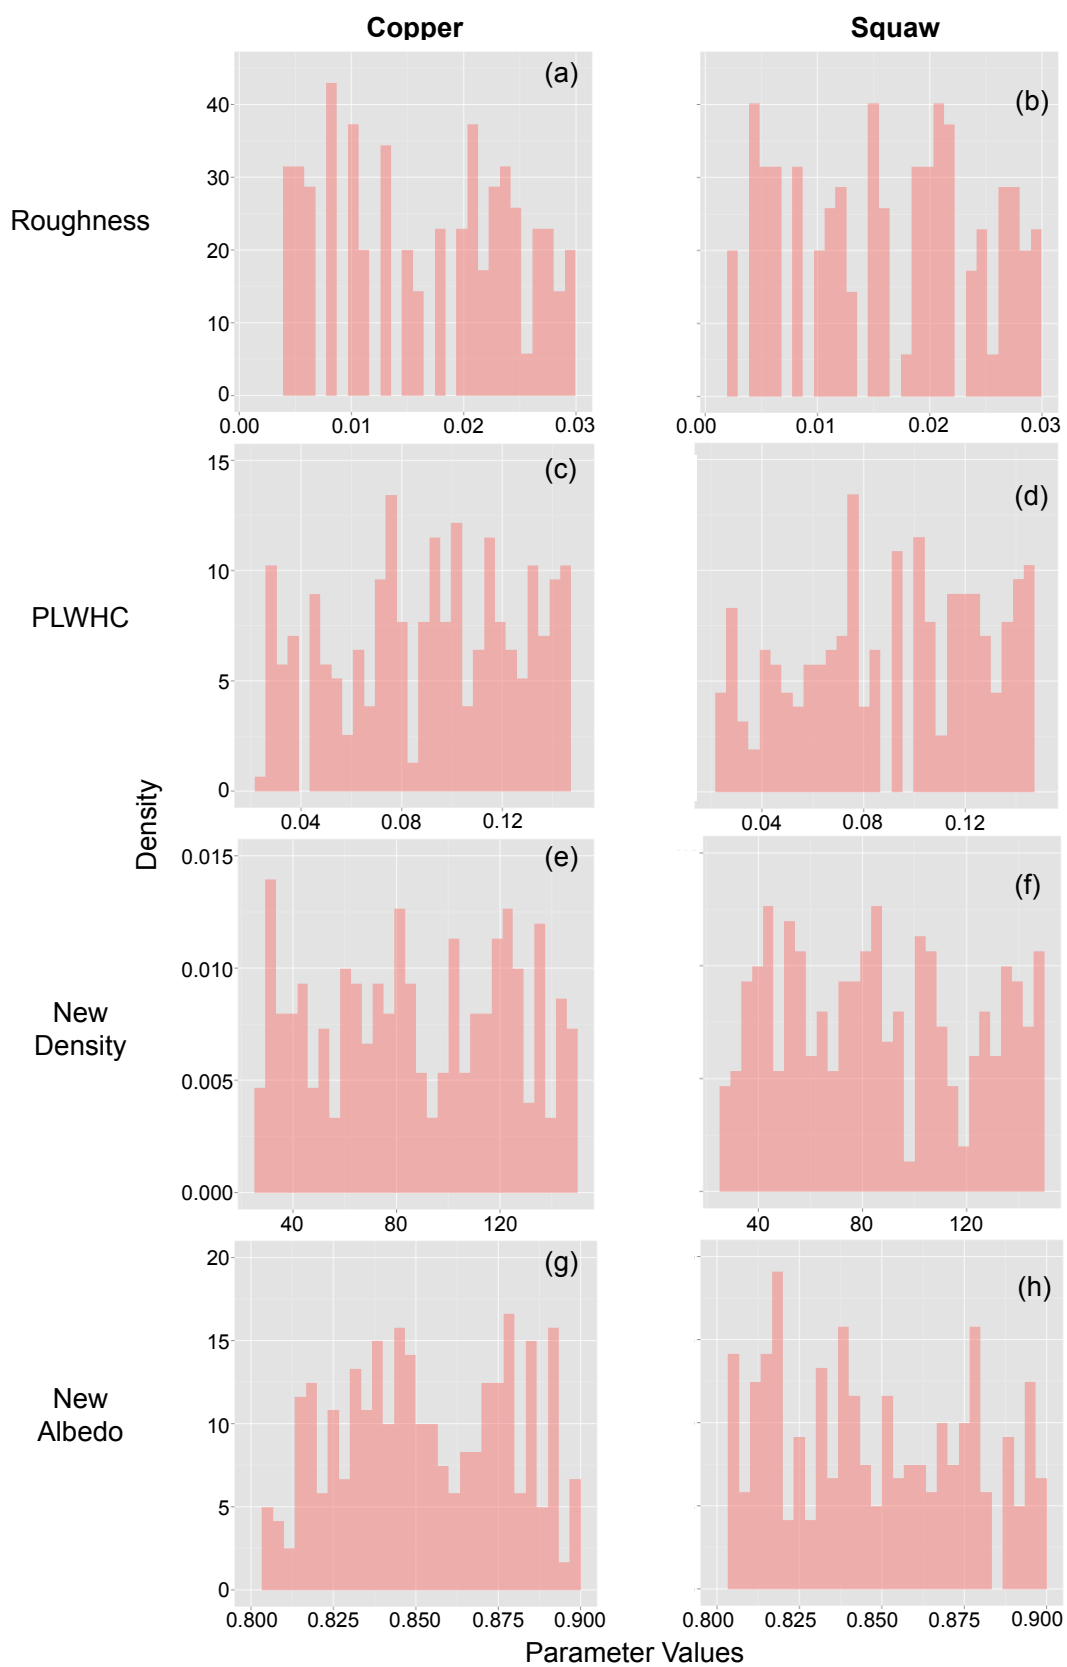 Copper Squaw
(a) (b)
Roughness
40
30
20
10
0
0.00 0.01 0.02 0.03 0.00 0.01 0.02 0.03
(c) (d)
PLWHC
15
10
5
0
0.04 0.08 0.12 0.04 0.08 0.12
Density
(e) (f)
New
Density
0.015
0.010
0.005
0.000
40 80 120 40 80 120
(g) (h)
New
Albedo
20
15
10
5
0
0.800 0.825 0.850 0.875 0.900 0.800 0.825 0.850 0.875 0.900
Parameter Values